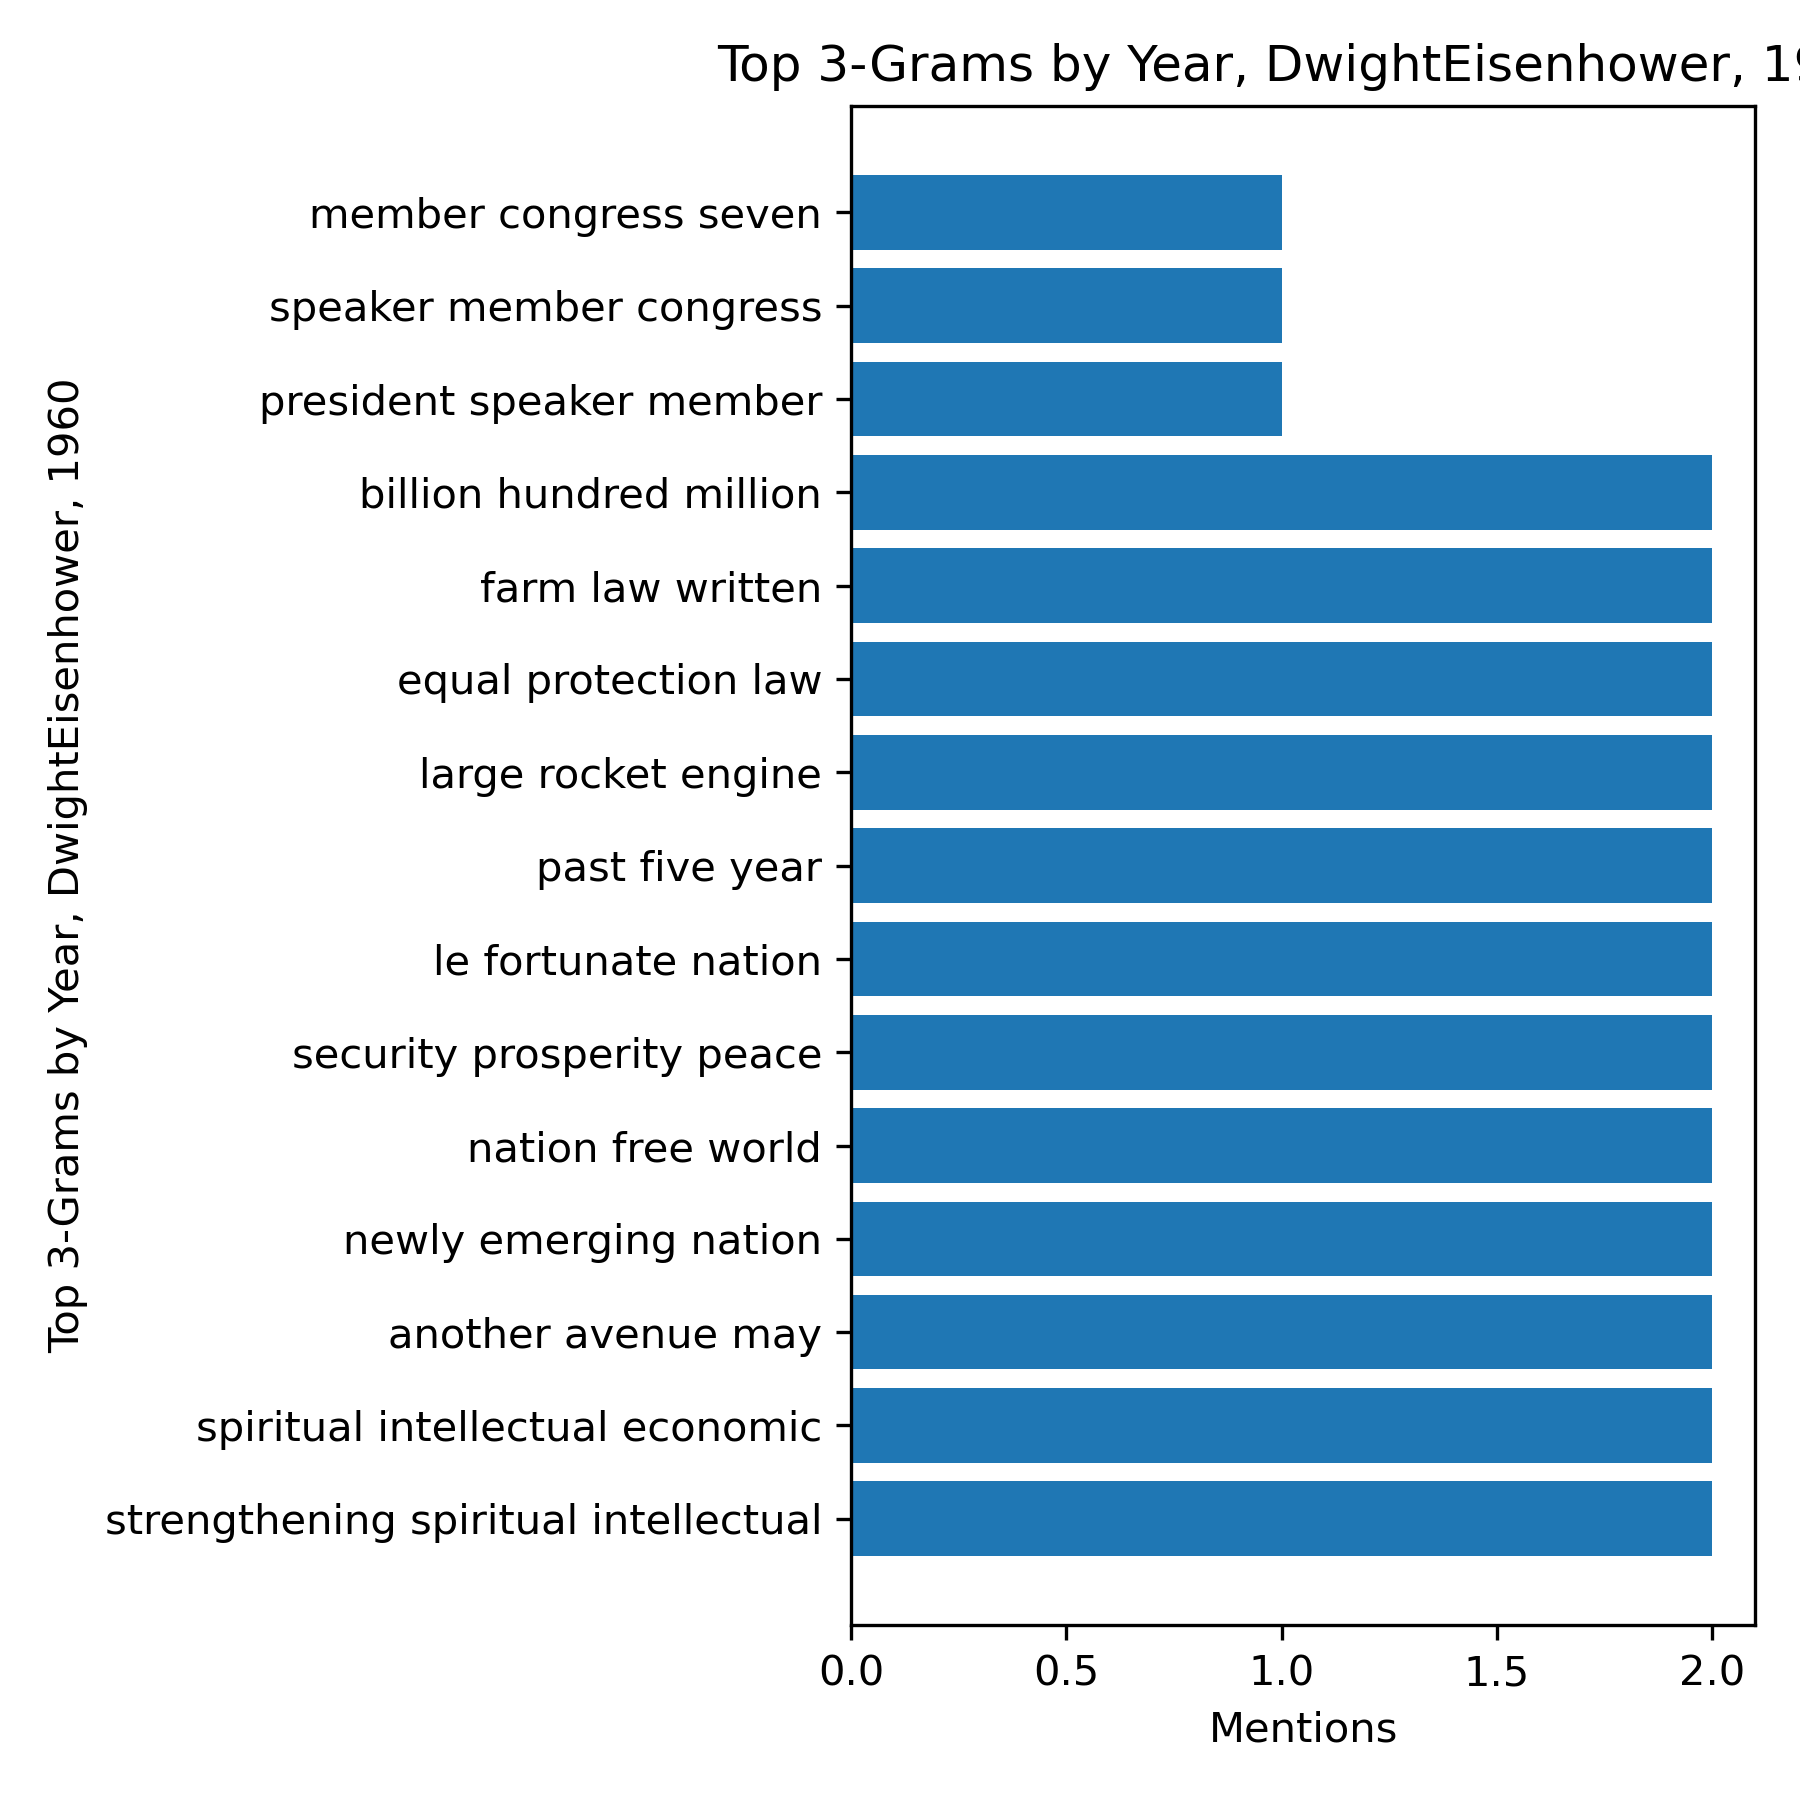 Top 3-Grams by Year, DwightEisenhower, 19
Top 3-Grams by Year, DwightEisenhower, 1960
member congress seven
speaker member congress
president speaker member
billion hundred million
farm law written
equal protection law
large rocket engine
past five year
le fortunate nation
security prosperity peace
nation free world
newly emerging nation
another avenue may
spiritual intellectual economic
strengthening spiritual intellectual
0.0 0.5 1.0 1.5 2.0
Mentions